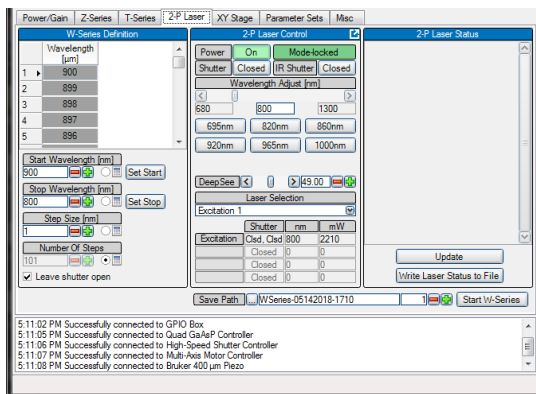 Power/Gain Z-Series T-Series 2-P Laser XY Stage Parameter Sets Misc
W-Series Definition
Wavelength
[µm]
1 900
2 899
3 898
4 897
5 896
Start Wavelength [nm]
900 Set Start
Stop Wavelength [nm]
800 Set Stop
Step Size [nm]
1
Number Of Steps
101
Leave shutter open
2-P Laser Control
Power On Mode-locked
Shutter Closed IR Shutter Closed
Wavelength Adjust [nm]
680 800 1300
695nm 820nm 860nm
920nm 965nm 1000nm
DeepSee 49.00
Laser Selection
Excitation 1
Shutter nm mW
Excitation Clsd, Clsd 800 2210
Closed 0 0
Closed 0 0
2-P Laser Status
Update
Write Laser Status to File
Save Path ... WSeries-05142018-1710 1 Start W-Series
5:11:02 PM Successfully connected to GPIO Box
5:11:05 PM Successfully connected to Quad GaAsP Controller
5:11:06 PM Successfully connected to High-Speed Shutter Controller
5:11:07 PM Successfully connected to Multi-Axis Motor Controller
5:11:08 PM Successfully connected to Bruker 400 µm Piezo